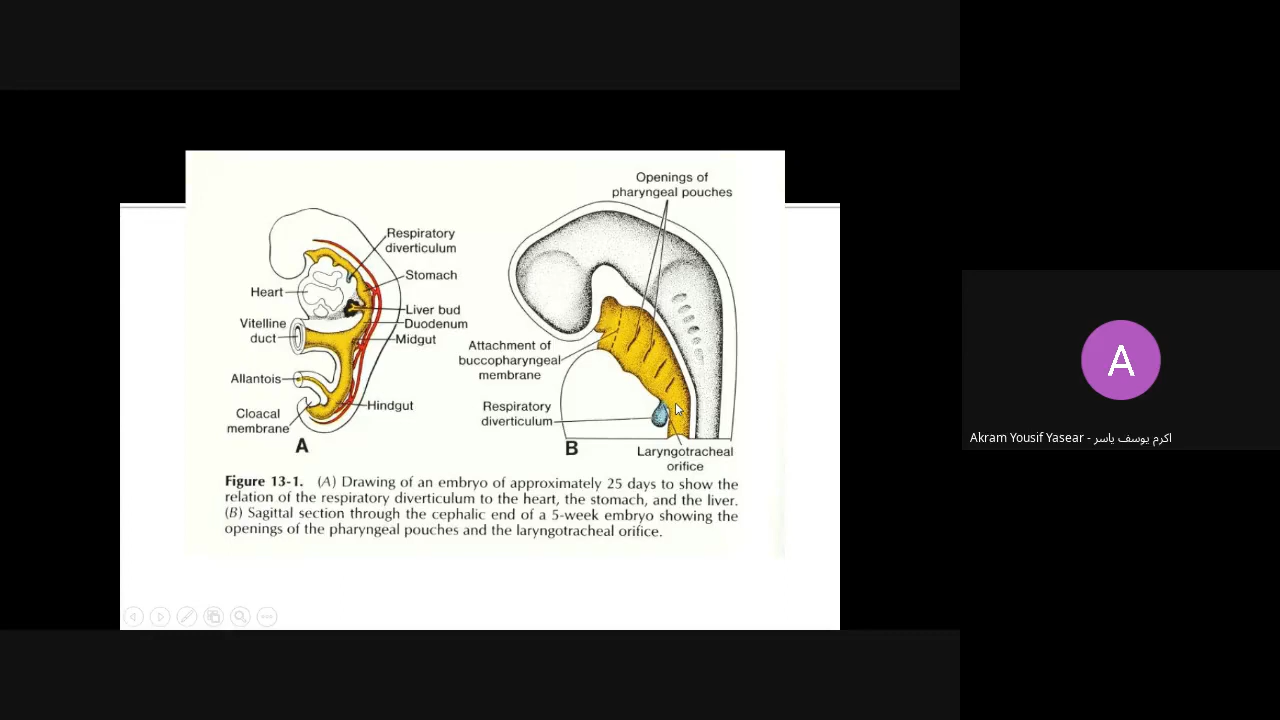 Respiratory
diverticulum
Stomach
Heart
Liver bud
Duodenum
Vitelline
duct
Midgut
Allantois
Hindgut
Cloacal
membrane
A
Openings of
pharyngeal pouches
Attachment of
buccopharyngeal
membrane
Respiratory
diverticulum
B
Laryngotracheal
orifice
Figure 13-1. (A) Drawing of an embryo of approximately 25 days to show the
relation of the respiratory diverticulum to the heart, the stomach, and the liver.
(B) Sagittal section through the cephalic end of a 5-week embryo showing the
openings of the pharyngeal pouches and the laryngotracheal orifice.
A
Akram Yousif Yasear - اكرم يوسف ياسر